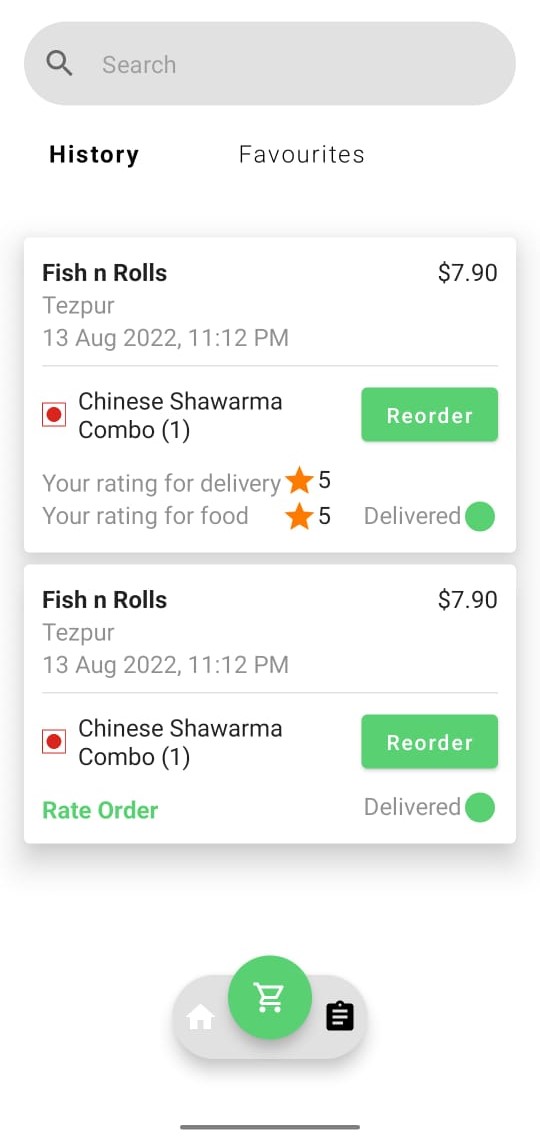 Search
History Favourites
Fish n Rolls $7.90
Tezpur
13 Aug 2022, 11:12 PM
Chinese Shawarma
Combo (1)
Reorder
Your rating for delivery 5
Your rating for food 5 Delivered
Fish n Rolls $7.90
Tezpur
13 Aug 2022, 11:12 PM
Chinese Shawarma
Combo (1)
Reorder
Rate Order Delivered